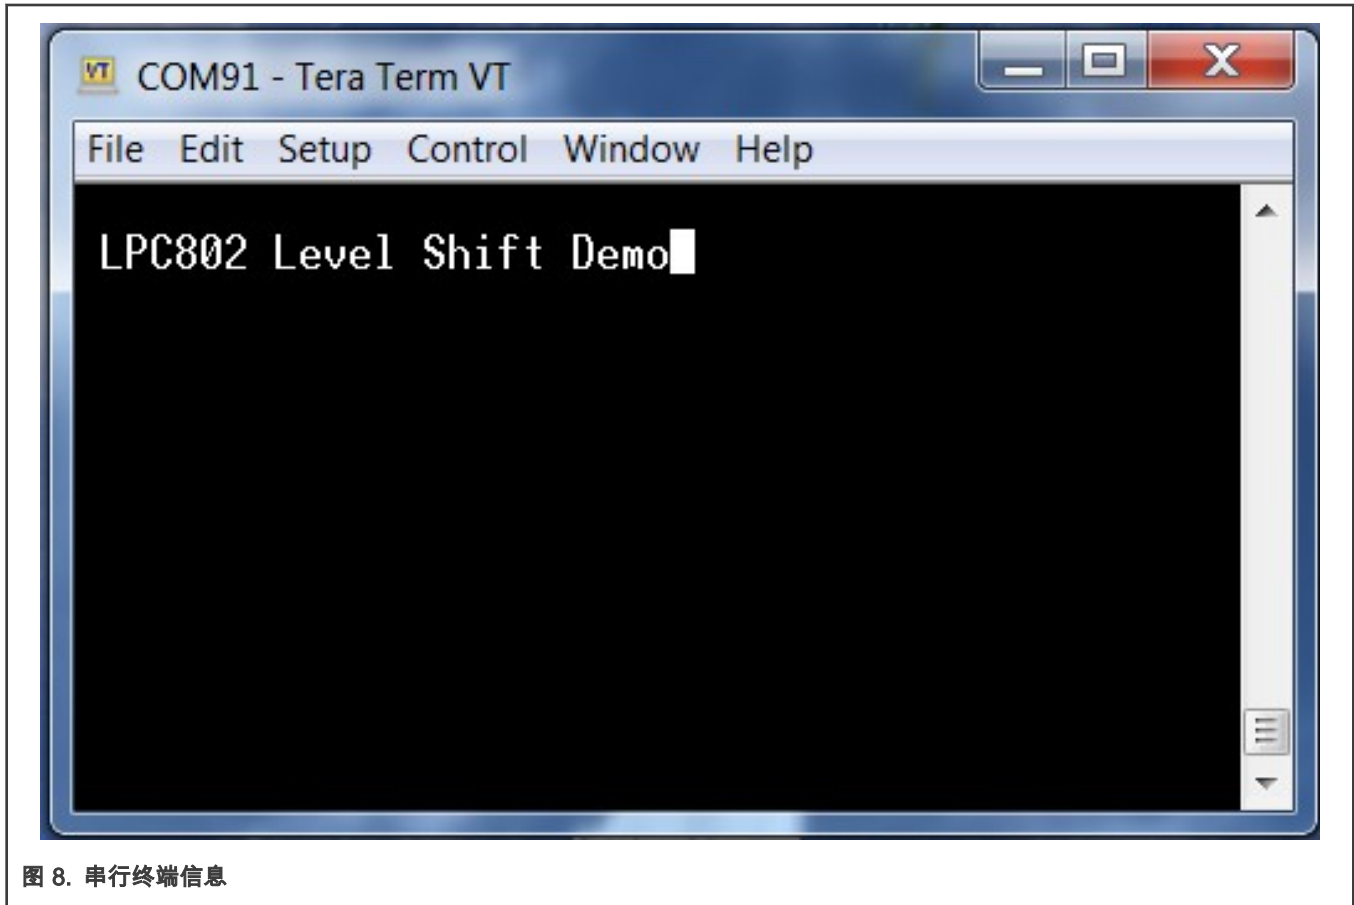 VT COM91 - Tera Term VT
File Edit Setup Control Window Help
LPC802 Level Shift Demo
图 8. 串行终端信息